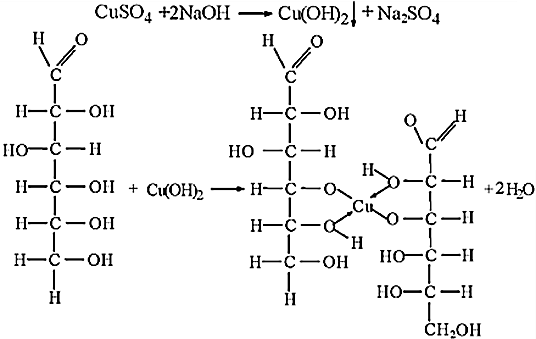 CuSO₄ +2NaOH → Cu(OH)₂↓ + Na₂SO₄
H O H O
C C
H–C–OH H–C–OH O H
HO–C–H HO–C–H C
H
H–C–OH + Cu(OH)₂ → H–C–O O–C–H +2H₂O
Cu
H–C–OH H–C–O O–C–H
H
H–C–OH H–C–OH HO–C–H
H H HO–C–H
CH₂OH